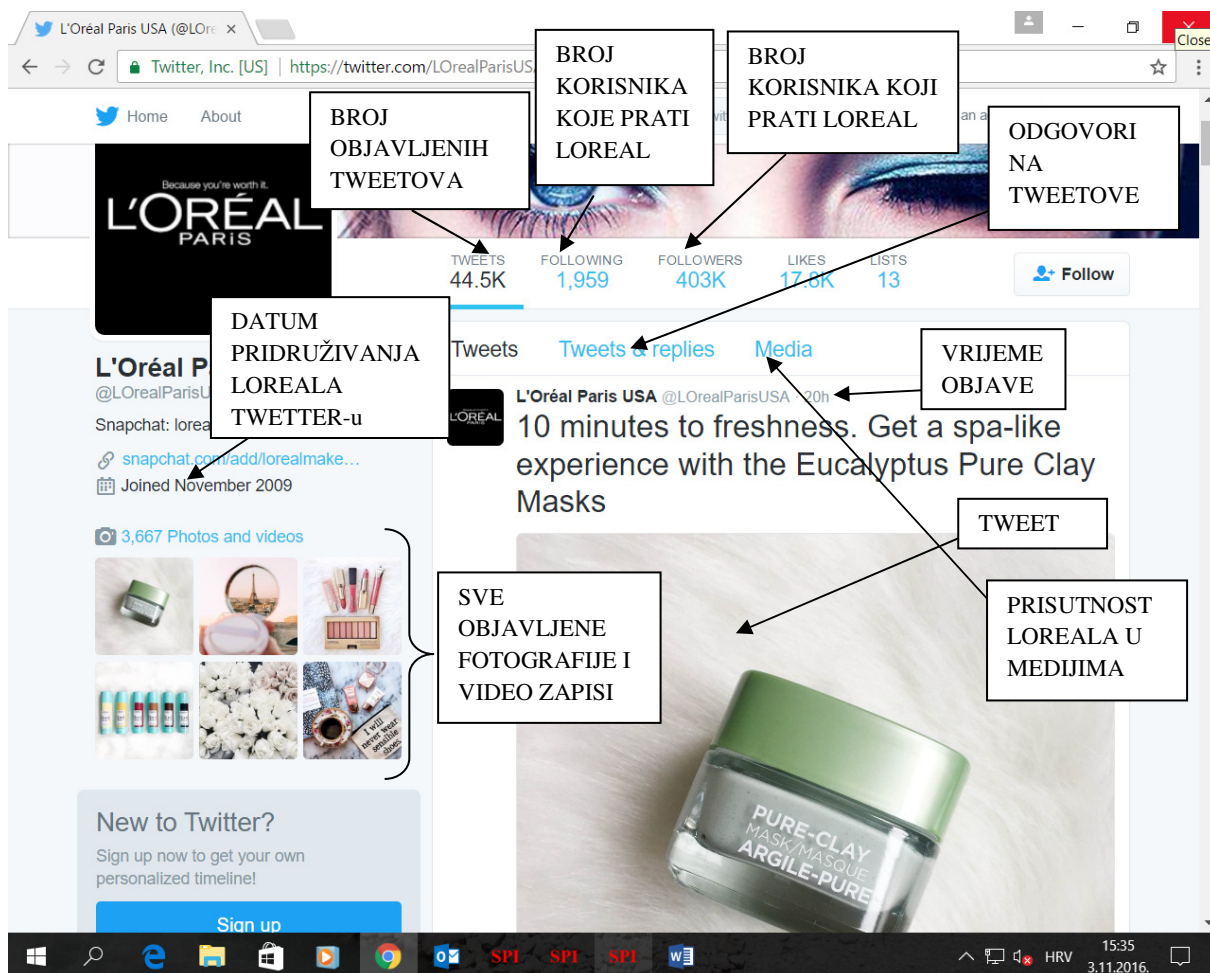 L'Oréal Paris USA (@LOre
Close
Twitter, Inc. [US] | https://twitter.com/LOrealParisUS
Home About
BROJ
OBJAVLJENIH
TWEETOVA
BROJ
KORISNIKA
KOJE PRATI
LOREAL
BROJ
KORISNIKA KOJI
PRATI LOREAL
ODGOVORI
NA
TWEETOVE
Because you're worth it.
L'ORÉAL
PARIS
TWEETS FOLLOWING FOLLOWERS LIKES LISTS
44.5K 1,959 403K 17.8K 13
Follow
DATUM
PRIDRUŽIVANJA
LOREALA
TWETTER-u
Tweets Tweets & replies Media
VRIJEME
OBJAVE
L'Oréal P
@LOrealParisU
Snapchat: lorea
snapchat.com/add/lorealmake...
Joined November 2009
L'ORÉAL
PARIS
L'Oréal Paris USA @LOrealParisUSA · 20h
10 minutes to freshness. Get a spa-like
experience with the Eucalyptus Pure Clay
Masks
TWEET
3,667 Photos and videos
SVE
OBJAVLJENE
FOTOGRAFIJE I
VIDEO ZAPISI
PRISUTNOST
LOREALA U
MEDIJIMA
I will
never wear
sensible
shoes
PURE-CLAY
MASK/MASQUE
ARGILE-PURE
New to Twitter?
Sign up now to get your own
personalized timeline!
Sign up
SPI SPI SPI
HRV
15:35
3.11.2016.